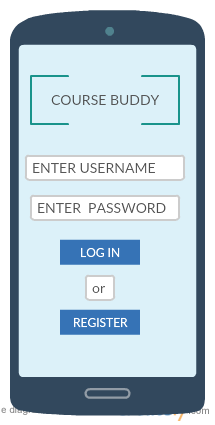 COURSE BUDDY
ENTER USERNAME
ENTER PASSWORD
LOG IN
or
REGISTER